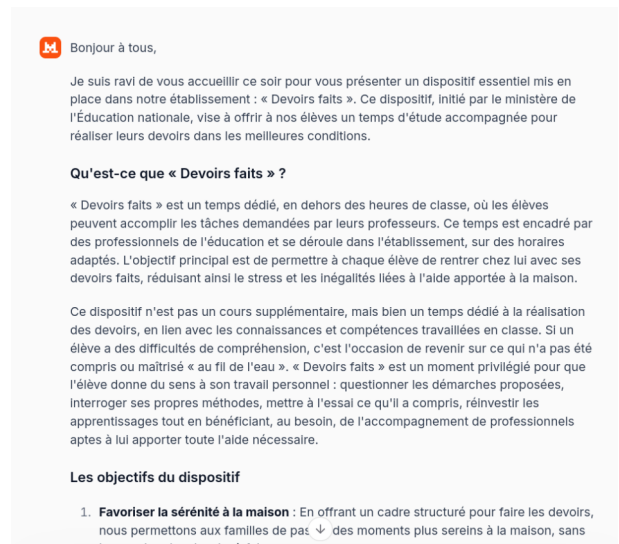 Bonjour à tous,
Je suis ravi de vous accueillir ce soir pour vous présenter un dispositif essentiel mis en
place dans notre établissement : « Devoirs faits ». Ce dispositif, initié par le ministère de
l'Éducation nationale, vise à offrir à nos élèves un temps d'étude accompagnée pour
réaliser leurs devoirs dans les meilleures conditions.
Qu'est-ce que « Devoirs faits » ?
« Devoirs faits » est un temps dédié, en dehors des heures de classe, où les élèves
peuvent accomplir les tâches demandées par leurs professeurs. Ce temps est encadré par
des professionnels de l'éducation et se déroule dans l'établissement, sur des horaires
adaptés. L'objectif principal est de permettre à chaque élève de rentrer chez lui avec ses
devoirs faits, réduisant ainsi le stress et les inégalités liées à l'aide apportée à la maison.
Ce dispositif n'est pas un cours supplémentaire, mais bien un temps dédié à la réalisation
des devoirs, en lien avec les connaissances et compétences travaillées en classe. Si un
élève a des difficultés de compréhension, c'est l'occasion de revenir sur ce qui n'a pas été
compris ou maîtrisé « au fil de l'eau ». « Devoirs faits » est un moment privilégié pour que
l'élève donne du sens à son travail personnel : questionner les démarches proposées,
interroger ses propres méthodes, mettre à l'essai ce qu'il a compris, réinvestir les
apprentissages tout en bénéficiant, au besoin, de l'accompagnement de professionnels
aptes à lui apporter toute l'aide nécessaire.
Les objectifs du dispositif
1. Favoriser la sérénité à la maison : En offrant un cadre structuré pour faire les devoirs,
nous permettons aux familles de des moments plus sereins à la maison, sans